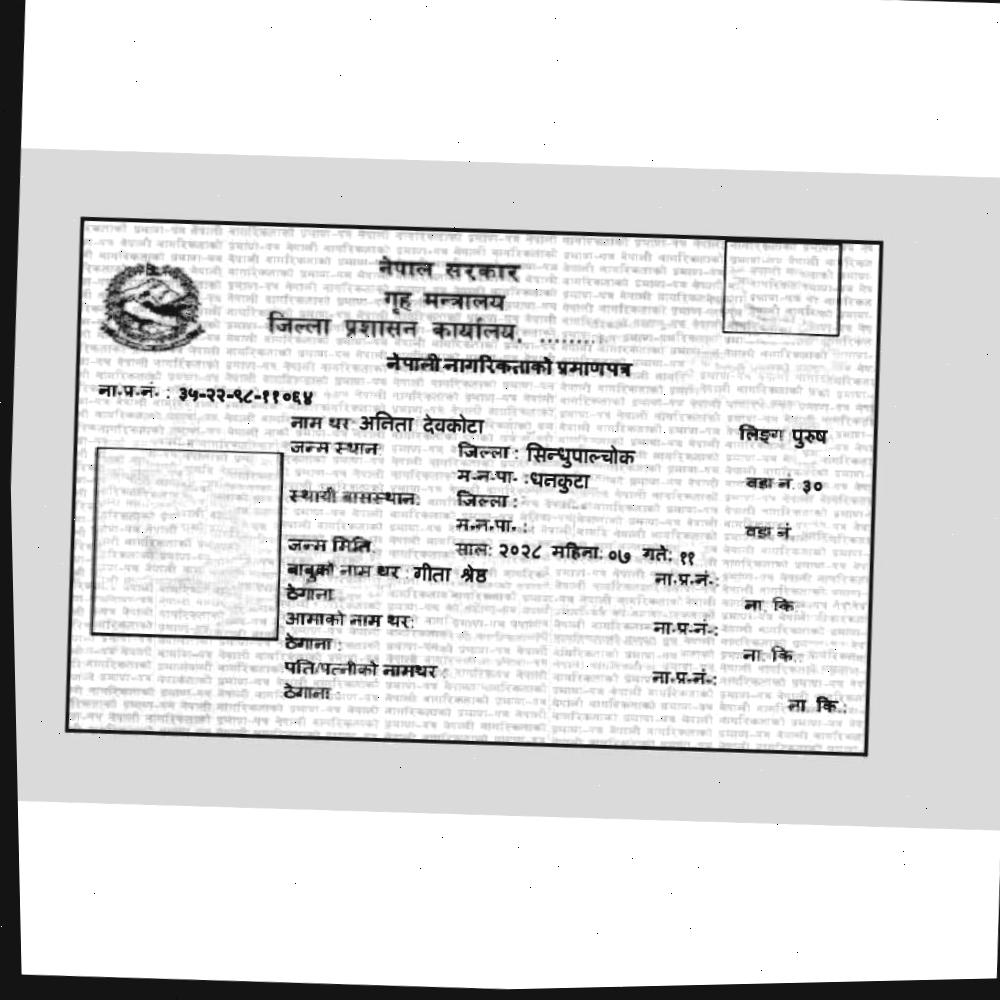 नेपाल सरकार
गृह मन्त्रालय
जिल्ला प्रशासन कार्यालय, .........
नेपाली नागरिकताको प्रमाणपत्र
ना.प्र.नं. : ३५-२२-९८-११०६४
नाम थर: अनिता देवकोटा लिङ्ग पुरुष
जन्म स्थान: जिल्ला : सिन्धुपाल्चोक
म.न.पा. : धनकुटा वडा नं. ३०
स्थायी बासस्थान: जिल्ला :
म.न.पा. : वडा नं.
जन्म मिति: साल: २०२८ महिना: ०७ गते: ११
बाबुको नाम थर : गीता श्रेष्ठ ना.प्र.नं.:
ठेगाना : ना. कि.:
आमाको नाम थर: ना.प्र.नं.:
ठेगाना : ना. कि.:
पति/पत्नीको नामथर : ना.प्र.नं.:
ठेगाना : ना. कि.: